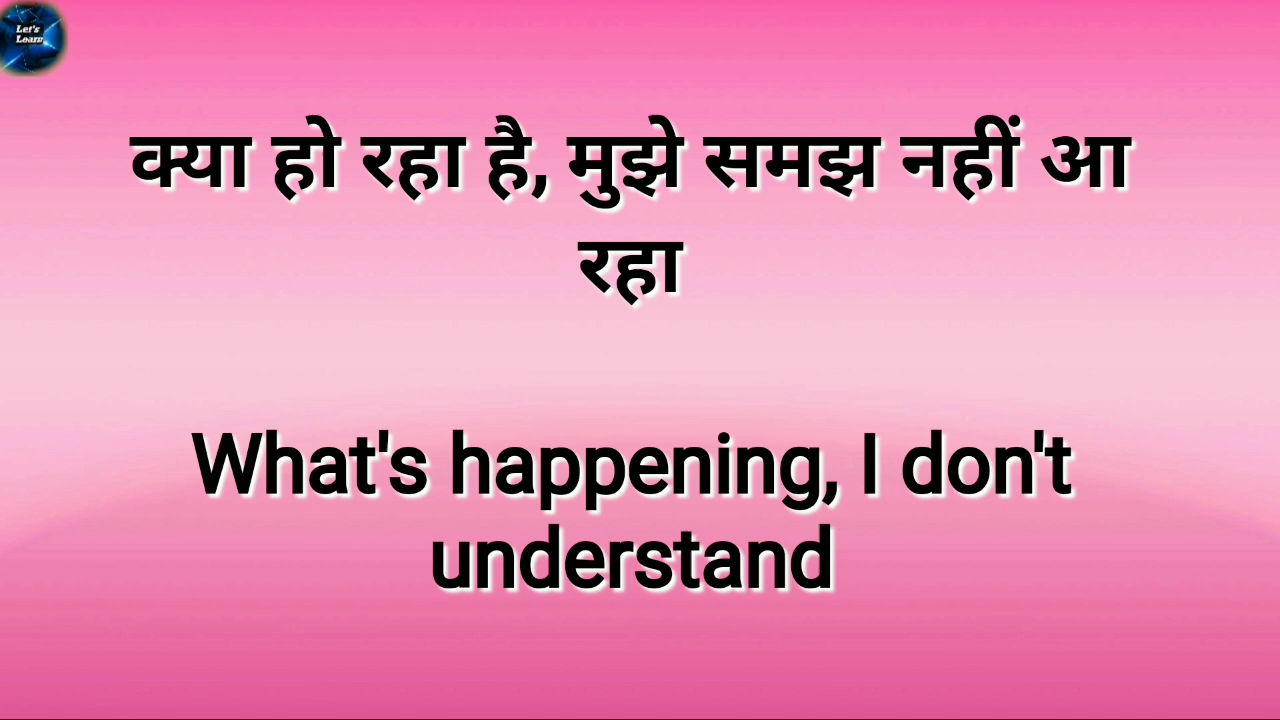 Let's
Learn
क्या हो रहा है, मुझे समझ नहीं आ
रहा
What's happening, I don't
understand